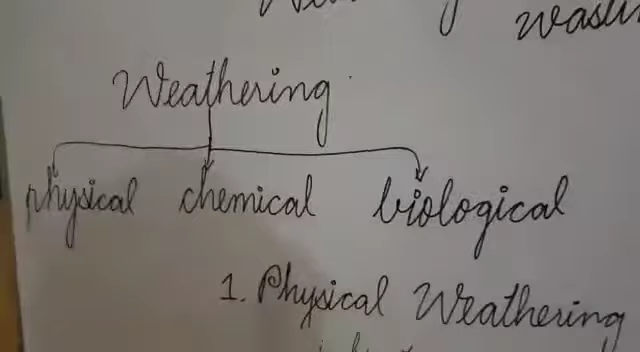 Weathering
physical chemical biological
1. Physical Weathering